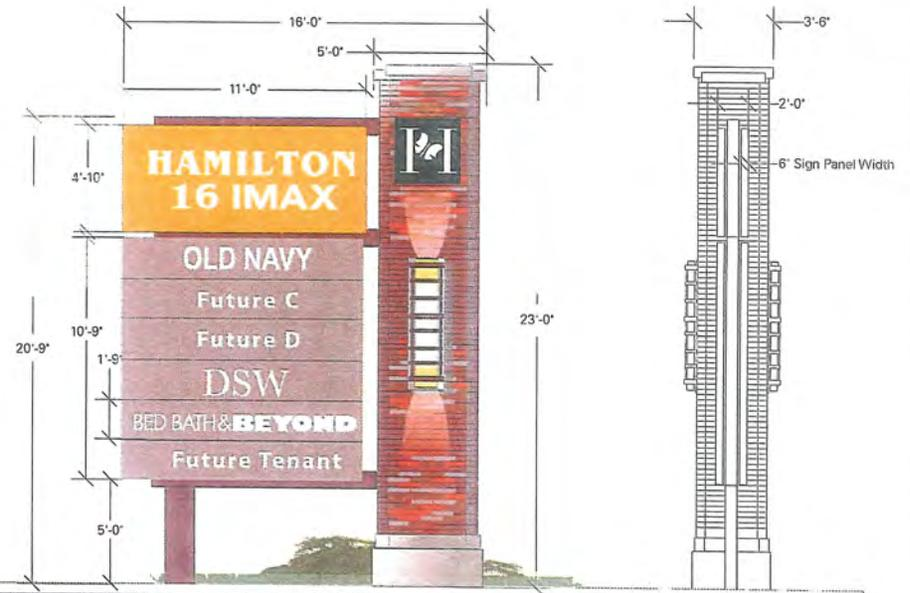 16'-0"
3'-6"
5'-0"
11'-0"
2'-0"
H
4'-10"
HAMILTON
16 IMAX
6" Sign Panel Width
OLD NAVY
Future C
Future D
DSW
BED BATH & BEYOND
Future Tenant
20'-9"
10'-9"
1'-9"
23'-0"
5'-0"